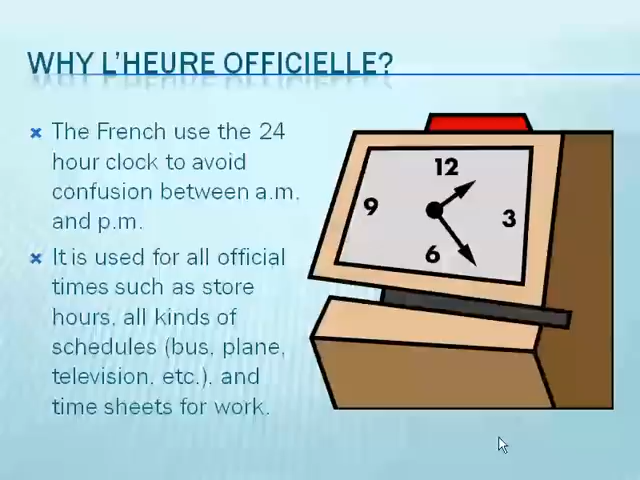 WHY L'HEURE OFFICIELLE?
The French use the 24
hour clock to avoid
confusion between a.m.
and p.m.
It is used for all official
times such as store
hours, all kinds of
schedules (bus, plane,
television, etc.), and
time sheets for work.
12
9
3
6